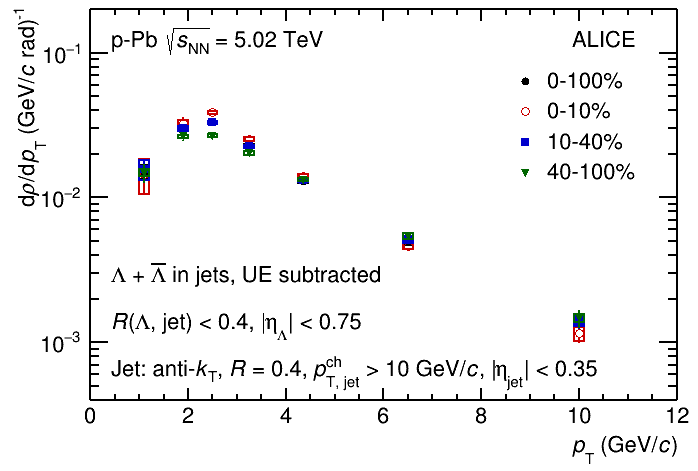 p-Pb √s_NN = 5.02 TeV
ALICE
0-100%
0-10%
10-40%
40-100%
dρ/dp_T (GeV/c rad)^-1
10^-1
10^-2
10^-3
Λ + Λ̅ in jets, UE subtracted
R(Λ, jet) < 0.4, |η_Λ| < 0.75
Jet: anti-k_T, R = 0.4, p^ch_T, jet > 10 GeV/c, |η_jet| < 0.35
0 2 4 6 8 10 12
p_T (GeV/c)